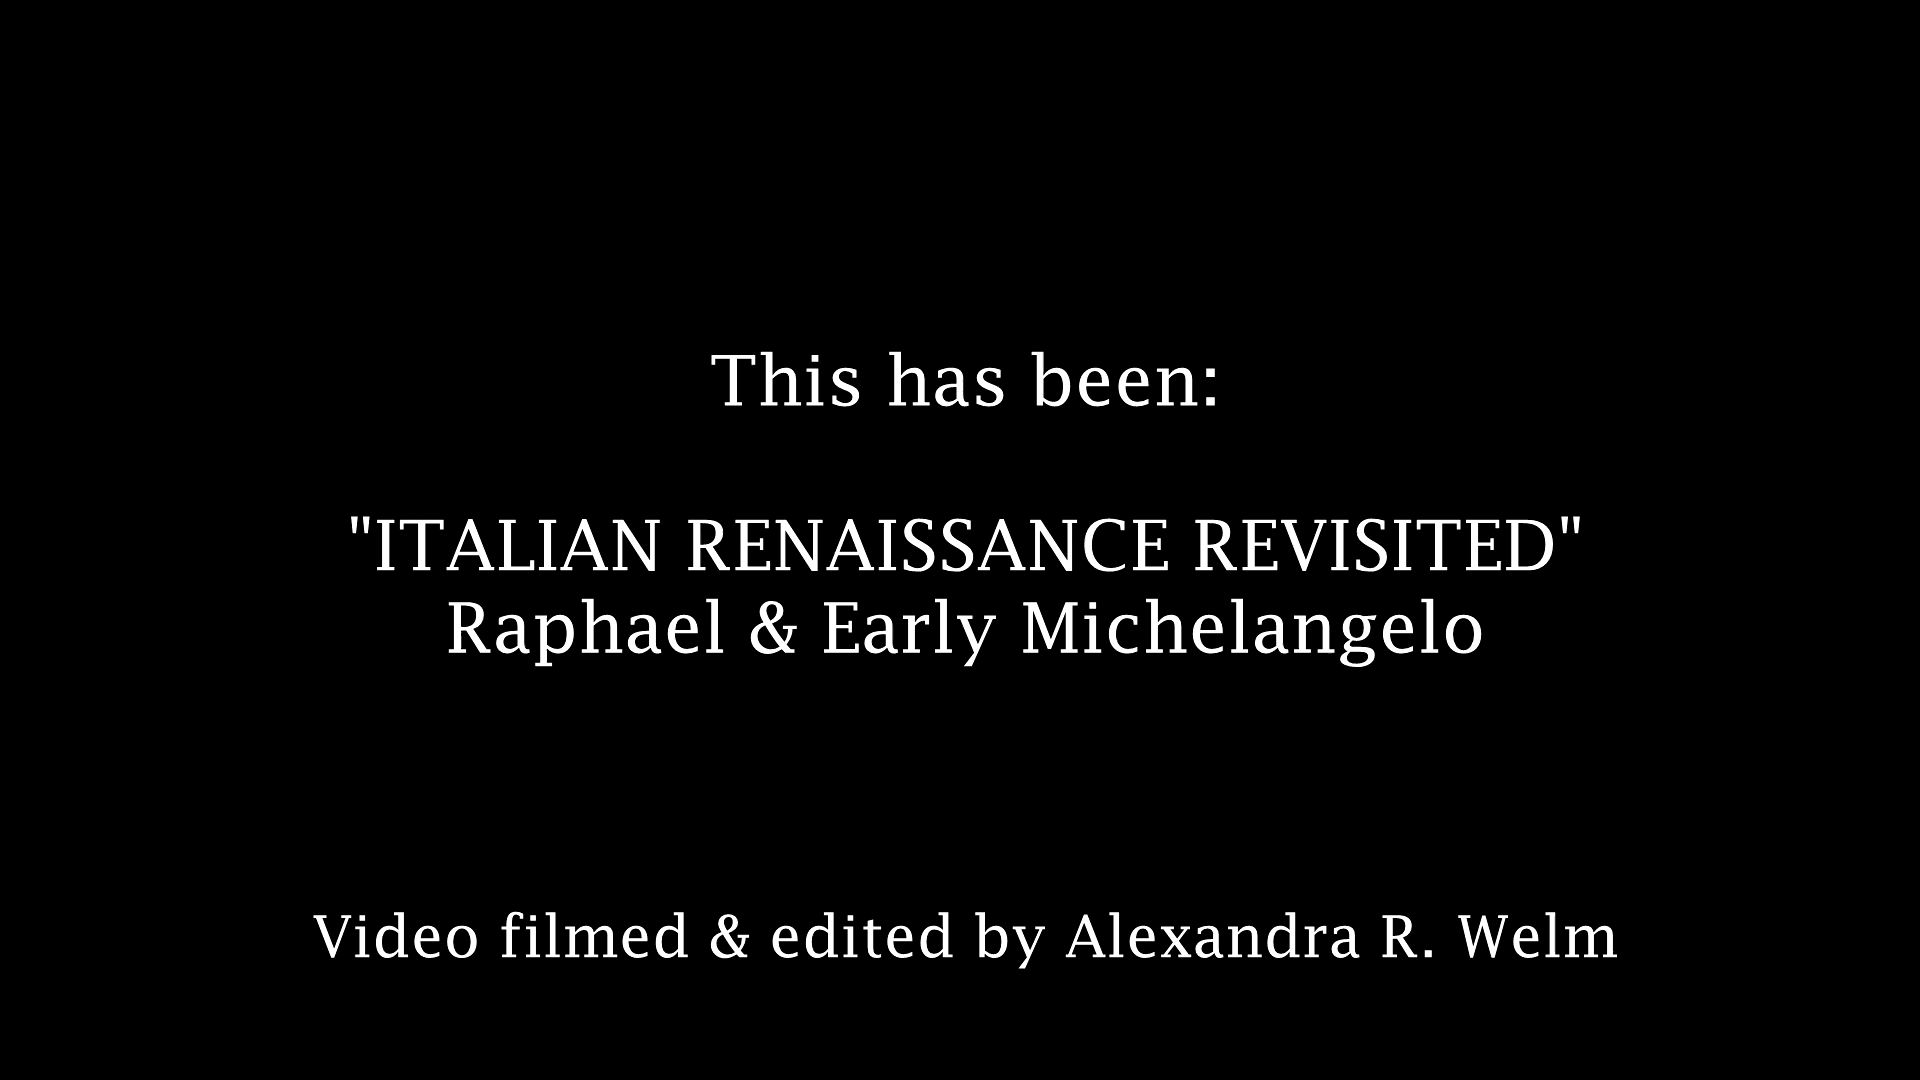 This has been:
"ITALIAN RENAISSANCE REVISITED"
Raphael & Early Michelangelo
Video filmed & edited by Alexandra R. Welm